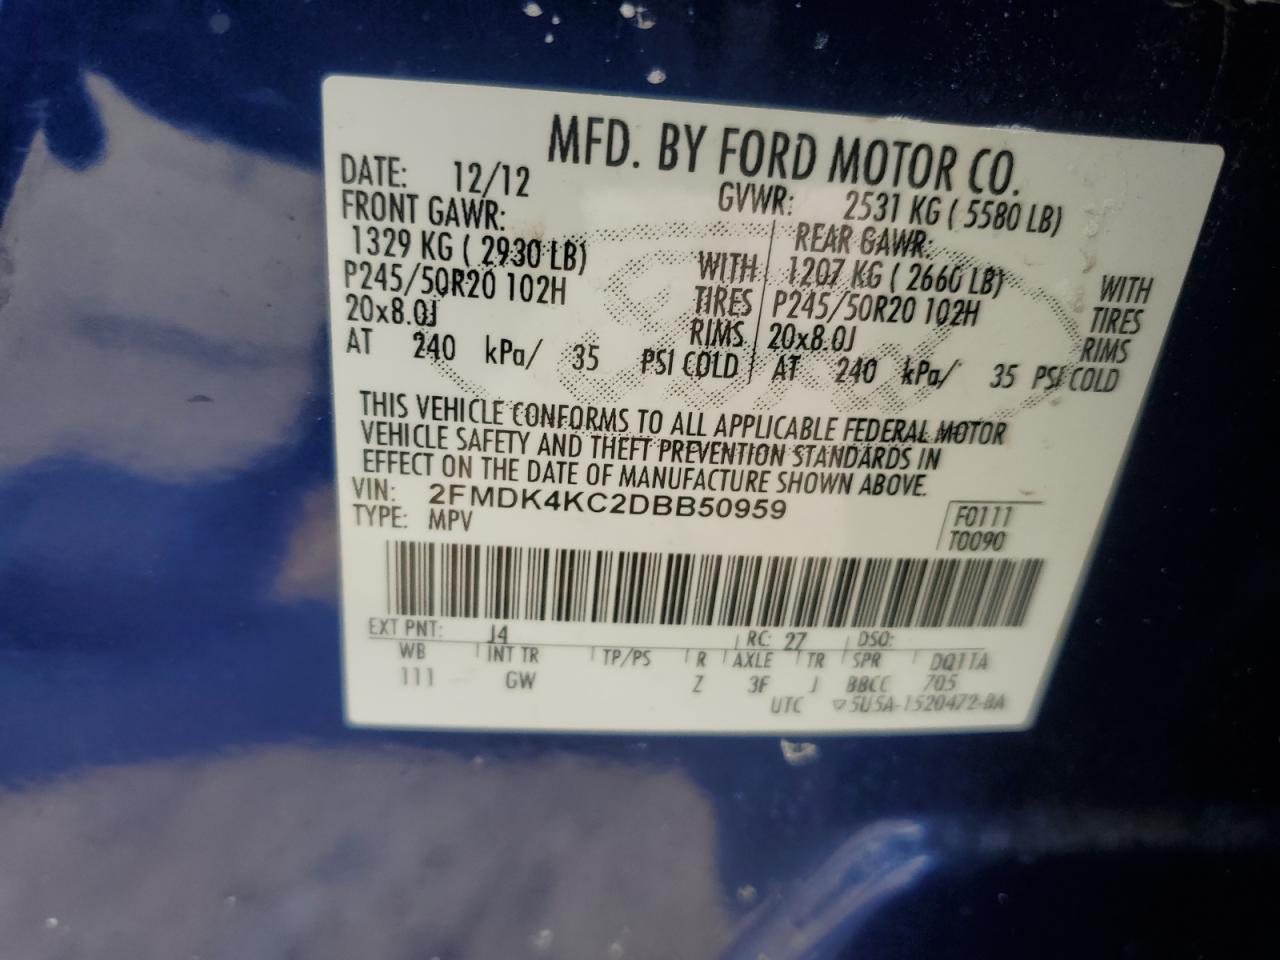 MFD. BY FORD MOTOR CO.
DATE: 12/12 GVWR: 2531 KG ( 5580 LB)
FRONT GAWR: REAR GAWR:
1329 KG ( 2930 LB) WITH 1207 KG ( 2660 LB) WITH
P245/50R20 102H TIRES P245/50R20 102H TIRES
20x8.0J RIMS 20x8.0J RIMS
AT 240 kPa/ 35 PSI COLD AT 240 kPa/ 35 PSI COLD
THIS VEHICLE CONFORMS TO ALL APPLICABLE FEDERAL MOTOR
VEHICLE SAFETY AND THEFT PREVENTION STANDARDS IN
EFFECT ON THE DATE OF MANUFACTURE SHOWN ABOVE.
VIN: 2FMDK4KC2DBB50959
TYPE: MPV
F0111
T0090
EXT PNT: J4 RC: 27 DSO:
WB INT TR TP/PS R AXLE TR SPR DQ11A
111 GW Z 3F J BBCC 705
UTC ▽5U5A-1520472-BA